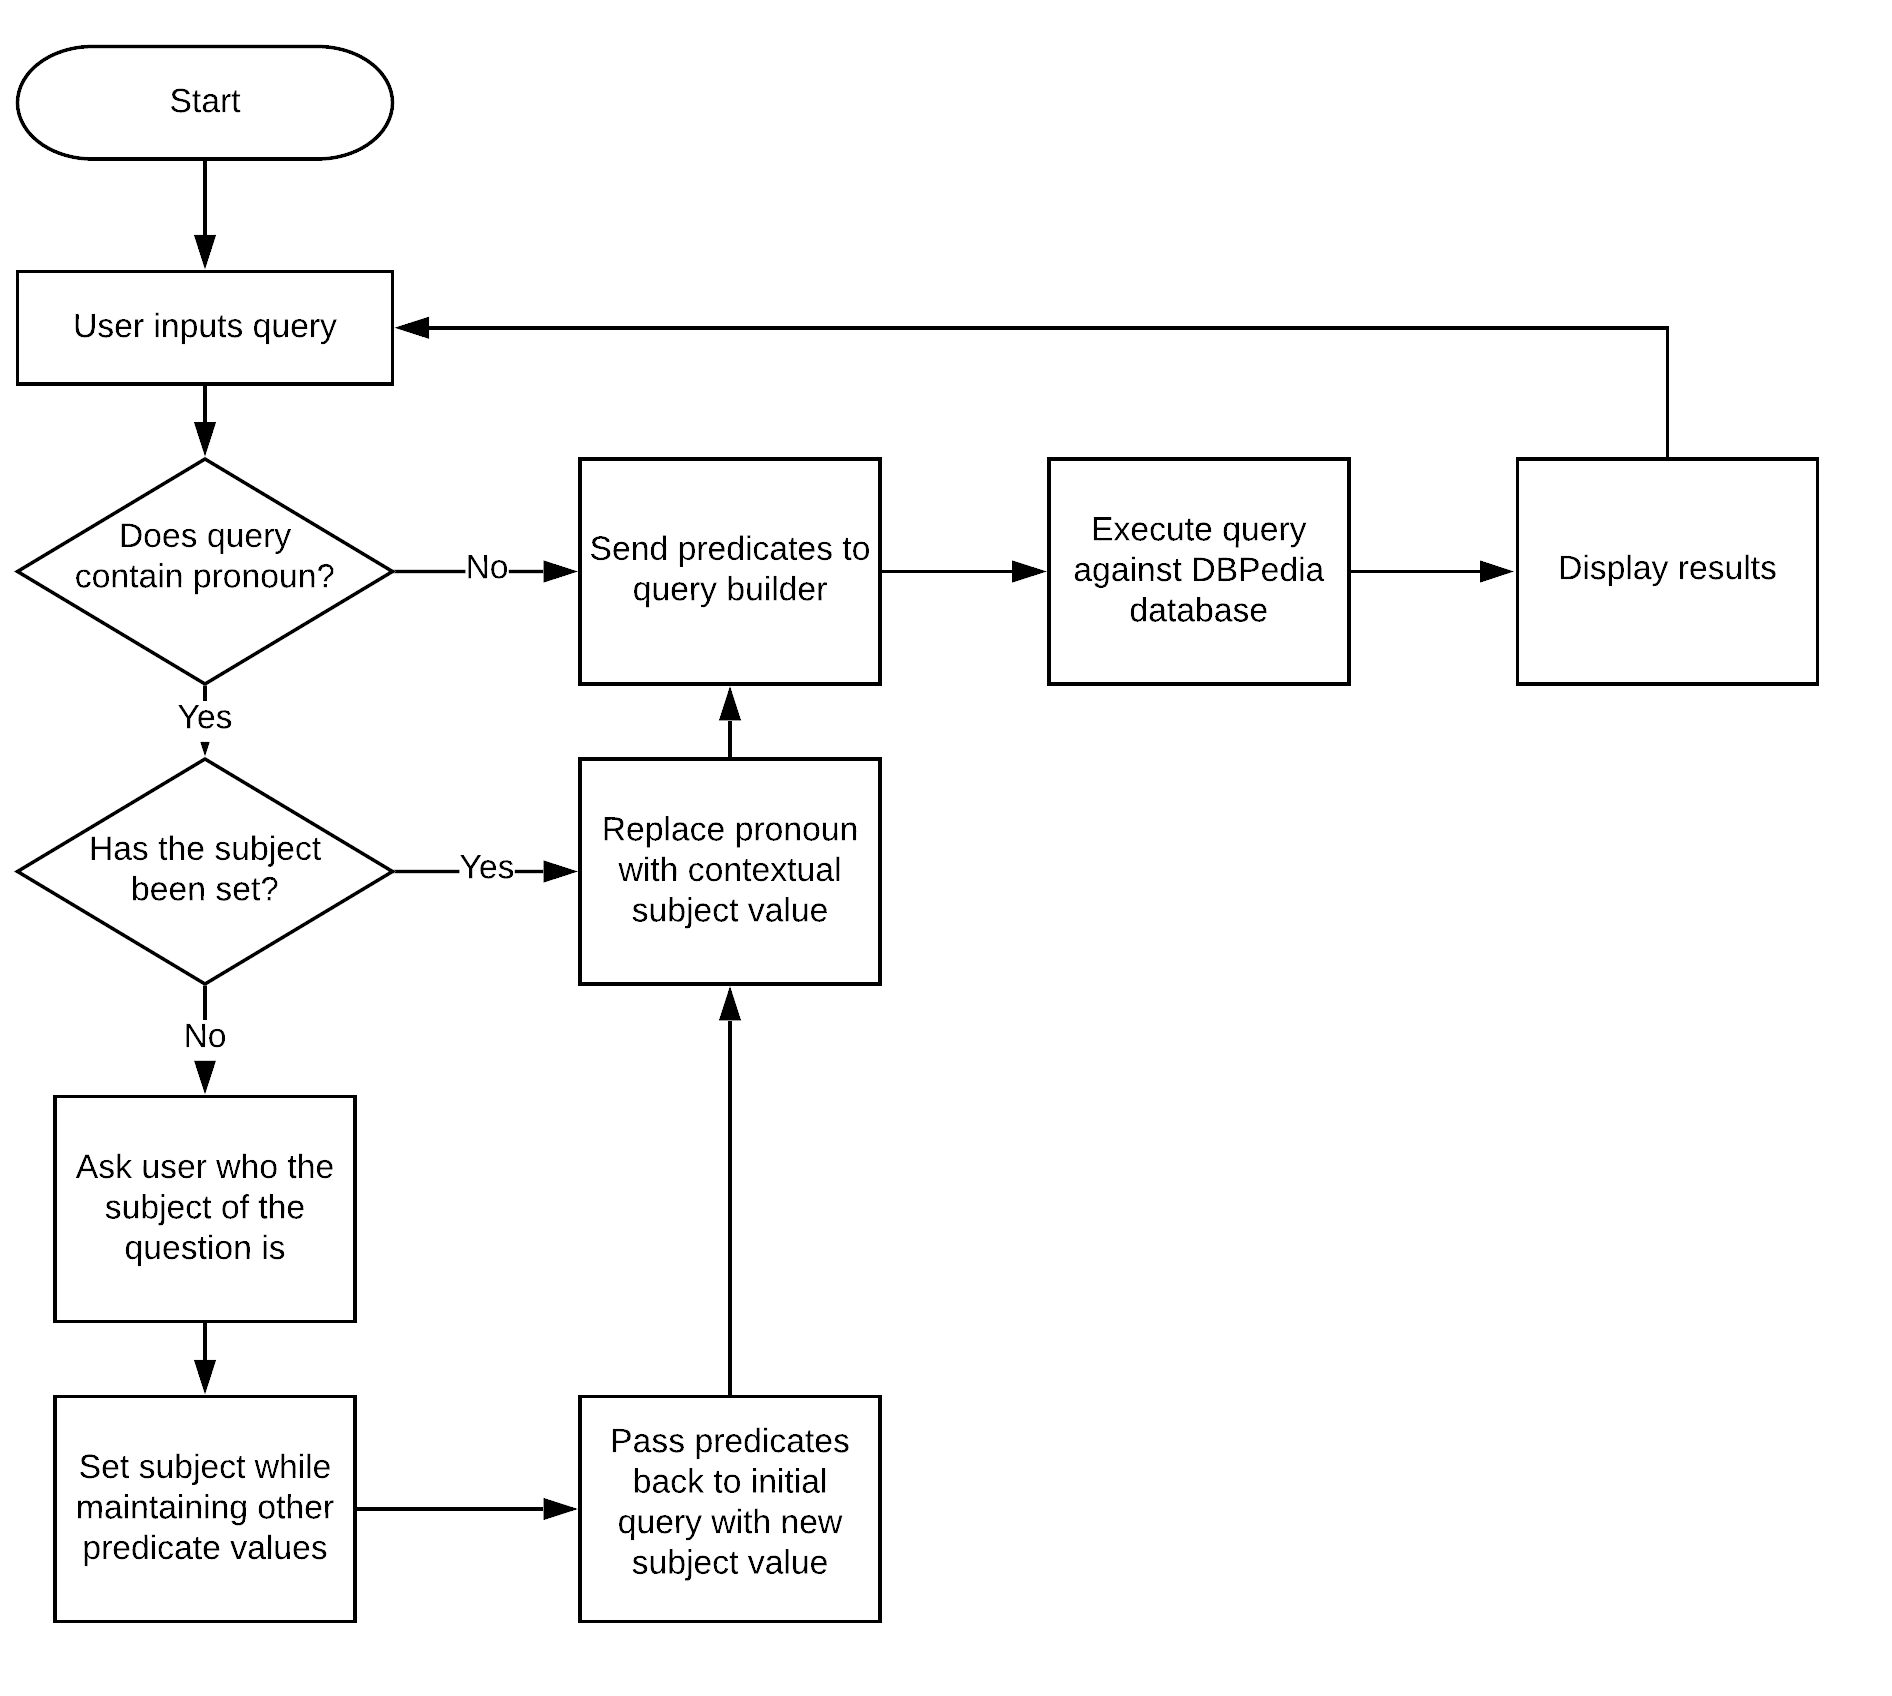 Start
User inputs query
Does query
contain pronoun?
No
Send predicates to
query builder
Execute query
against DBPedia
database
Display results
Yes
Has the subject
been set?
Yes
Replace pronoun
with contextual
subject value
No
Ask user who the
subject of the
question is
Set subject while
maintaining other
predicate values
Pass predicates
back to initial
query with new
subject value